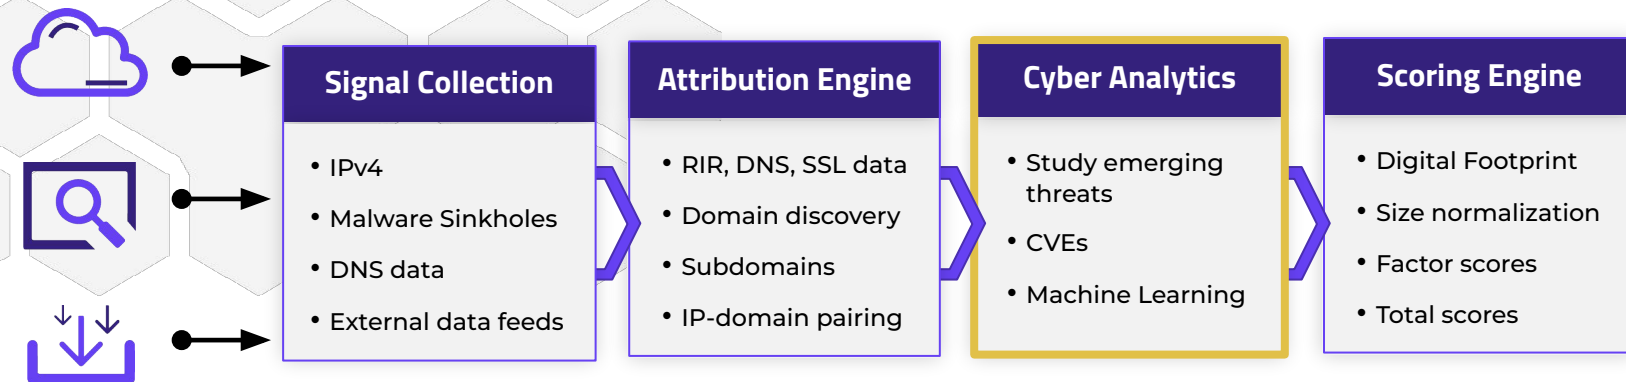 Signal Collection
• IPv4
• Malware Sinkholes
• DNS data
• External data feeds
Attribution Engine
• RIR, DNS, SSL data
• Domain discovery
• Subdomains
• IP-domain pairing
Cyber Analytics
• Study emerging
threats
• CVEs
• Machine Learning
Scoring Engine
• Digital Footprint
• Size normalization
• Factor scores
• Total scores